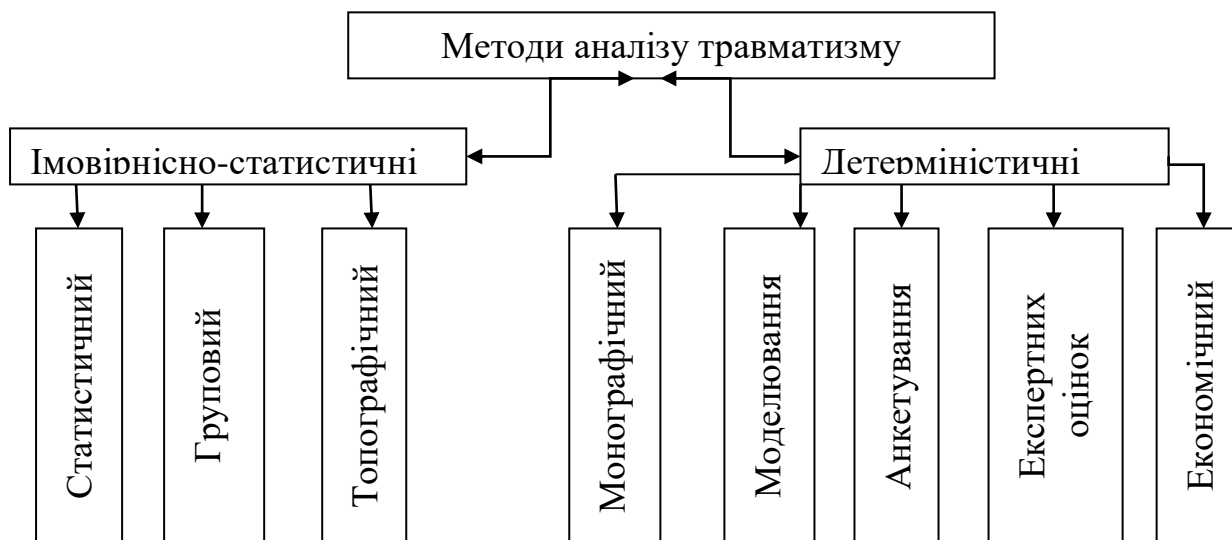 Методи аналізу травматизму
Імовірнісно-статистичні
Детерміністичні
Статистичний
Груповий
Топографічний
Монографічний
Моделювання
Анкетування
Експертних
оцінок
Економічний